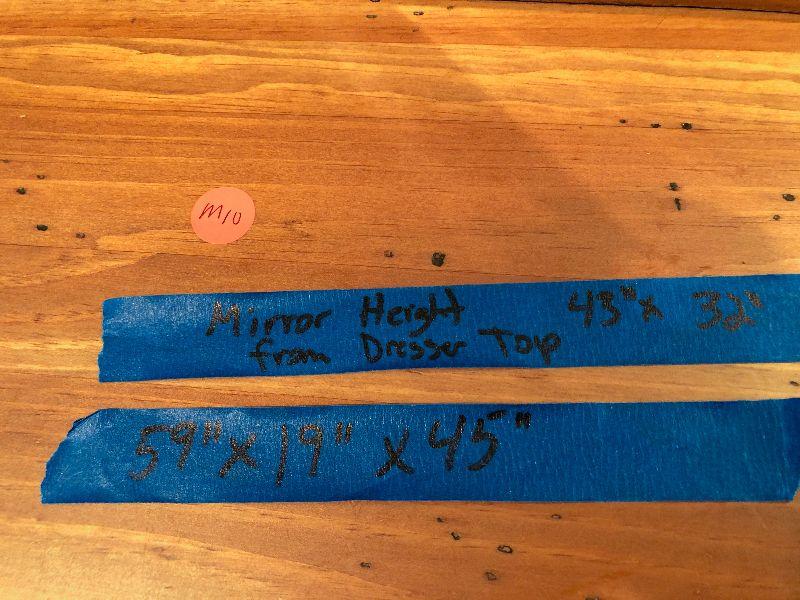 M10
Mirror Height 43" x 32"
from Dresser Top
59" x 19" x 45"